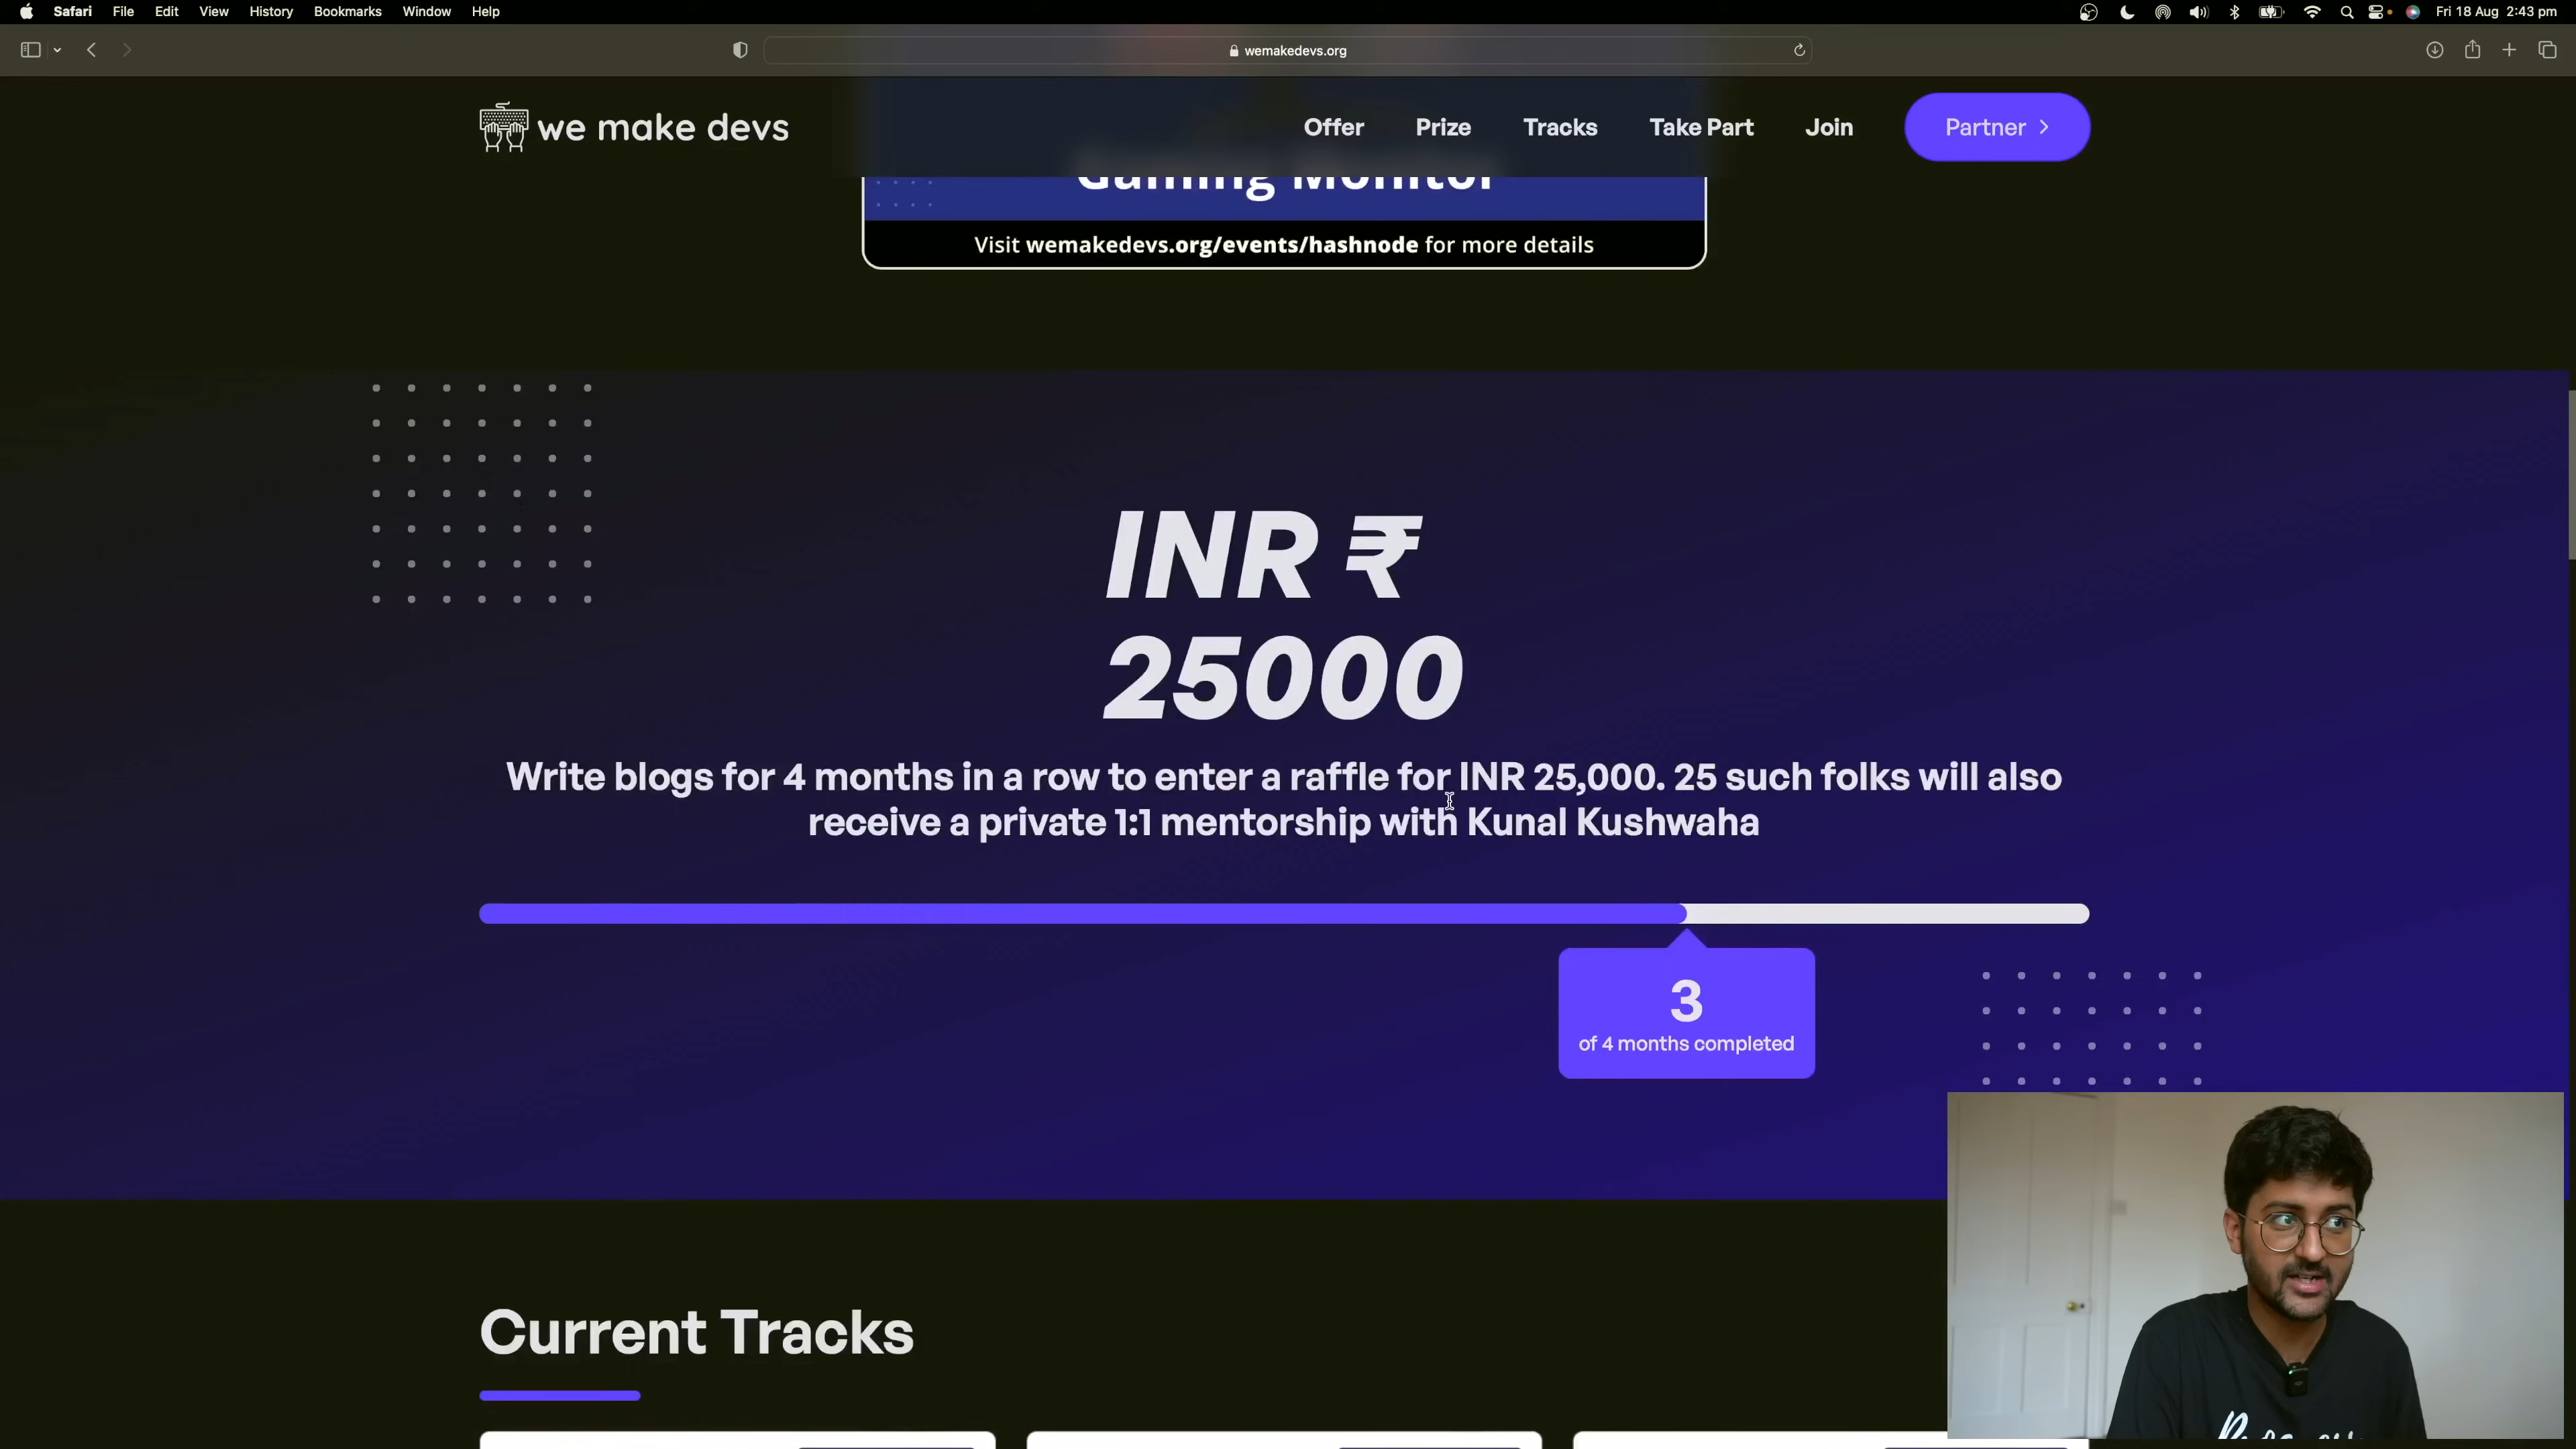 Safari File Edit View History Bookmarks Window Help
Fri 18 Aug 2:43 pm
wemakedevs.org
we make devs
Offer Prize Tracks Take Part Join Partner
Gaming Monitor
Visit wemakedevs.org/events/hashnode for more details
INR ₹
25000
Write blogs for 4 months in a row to enter a raffle for INR 25,000. 25 such folks will also
receive a private 1:1 mentorship with Kunal Kushwaha
3
of 4 months completed
Current Tracks